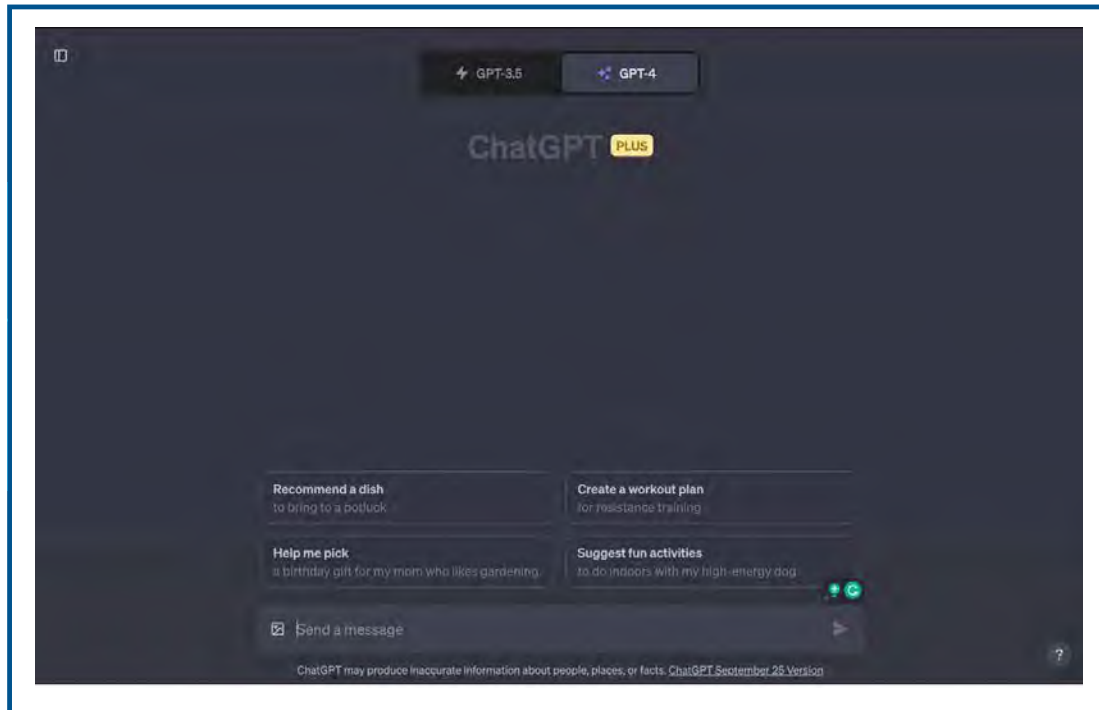 GPT-3.5
GPT-4
ChatGPT PLUS
Recommend a dish
to bring to a potluck
Create a workout plan
for resistance training
Help me pick
a birthday gift for my mom who likes gardening
Suggest fun activities
to do indoors with my high-energy dog
Send a message
ChatGPT may produce inaccurate information about people, places, or facts. ChatGPT September 25 Version
?